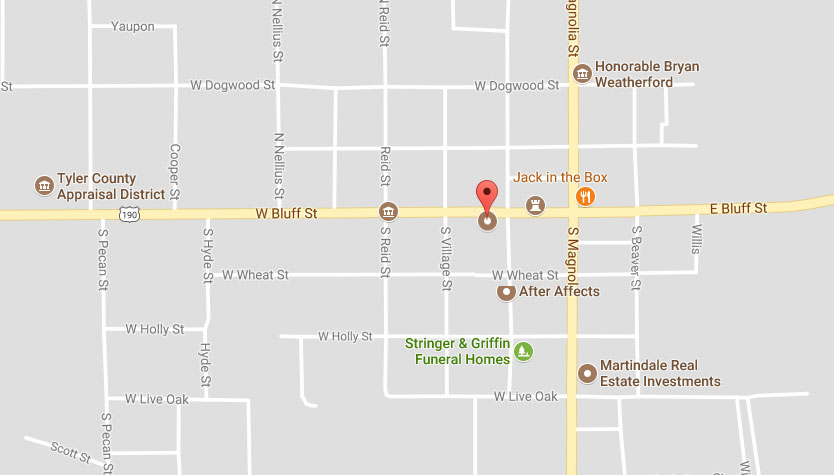 Yaupon
N Nellius St
N Reid St
Magnolia St
St
W Dogwood St
W Dogwood St
Honorable Bryan
Weatherford
Cooper St
N Nellius St
Reid St
Tyler County
Appraisal District
Jack in the Box
190
W Bluff St
E Bluff St
S Pecan St
S Hyde St
S Reid St
S Village St
S Magnol
S Beaver St
Willis
W Wheat St
W Wheat St
After Affects
W Holly St
W Holly St
Hyde St
Stringer & Griffin
Funeral Homes
Martindale Real
Estate Investments
W Live Oak
W Live Oak
S Pecan St
Scott St